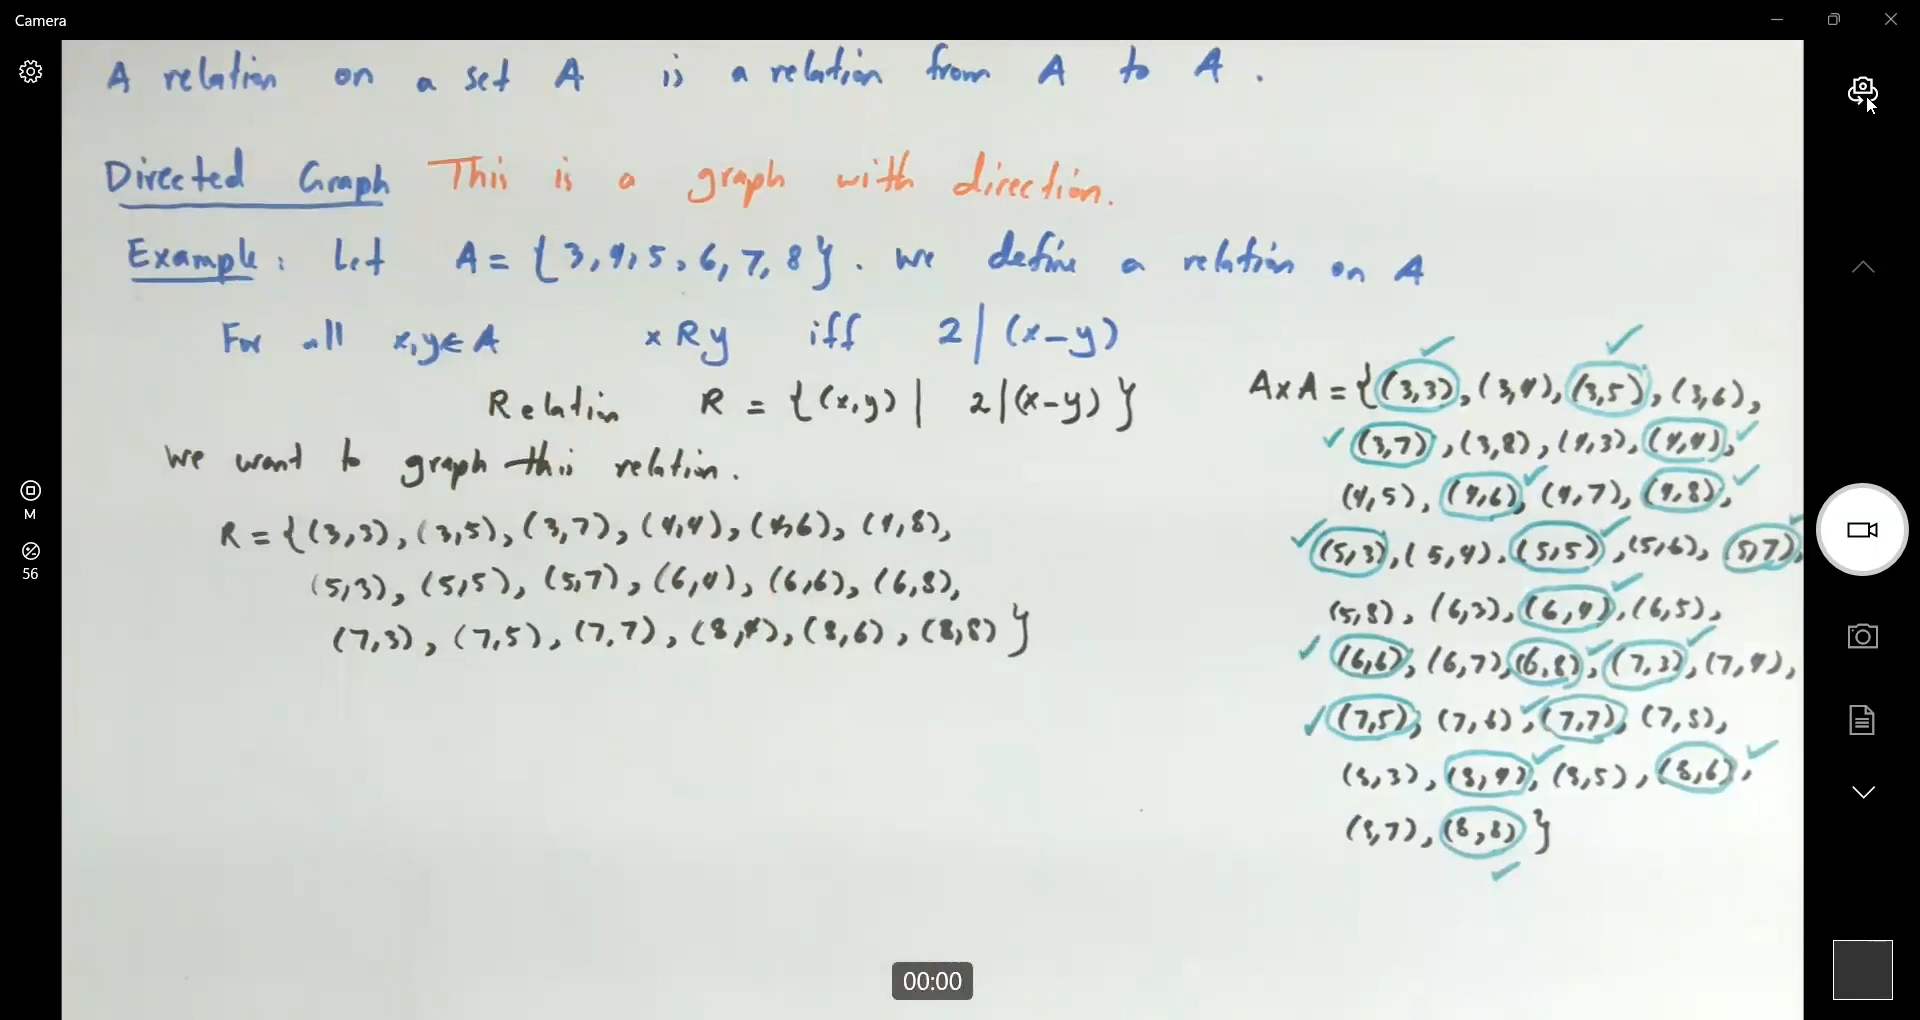 Camera
A relation on a set A is a relation from A to A.
Directed Graph This is a graph with direction.
Example: Let A = {3,4,5,6,7,8}. we define a relation on A
For all x,y∈A x R y iff 2|(x-y)
Relation R = {(x,y) | 2|(x-y)}
we want to graph this relation.
R = {(3,3), (3,5), (3,7), (4,4), (4,6), (4,8),
(5,3), (5,5), (5,7), (6,4), (6,6), (6,8),
(7,3), (7,5), (7,7), (8,4), (8,6), (8,8)}
A×A = {(3,3), (3,4), (3,5), (3,6),
(3,7), (3,8), (4,3), (4,4),
(4,5), (4,6), (4,7), (4,8),
(5,3), (5,4), (5,5), (5,6), (5,7),
(5,8), (6,3), (6,4), (6,5),
(6,6), (6,7), (6,8), (7,3), (7,4),
(7,5), (7,6), (7,7), (7,8),
(8,3), (8,4), (8,5), (8,6),
(8,7), (8,8)}
M
56
00:00